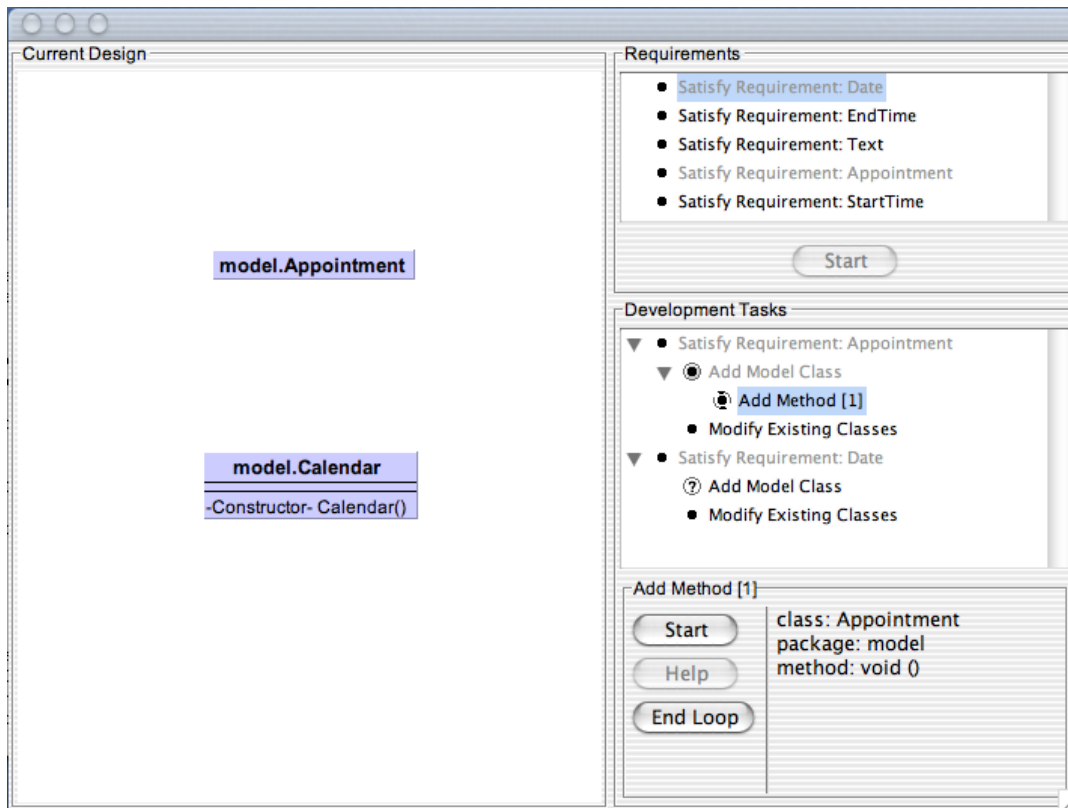 Current Design
model.Appointment
model.Calendar
-Constructor- Calendar()
Requirements
Satisfy Requirement: Date
Satisfy Requirement: EndTime
Satisfy Requirement: Text
Satisfy Requirement: Appointment
Satisfy Requirement: StartTime
Start
Development Tasks
Satisfy Requirement: Appointment
Add Model Class
Add Method [1]
Modify Existing Classes
Satisfy Requirement: Date
? Add Model Class
Modify Existing Classes
Add Method [1]
Start
Help
End Loop
class: Appointment
package: model
method: void ()